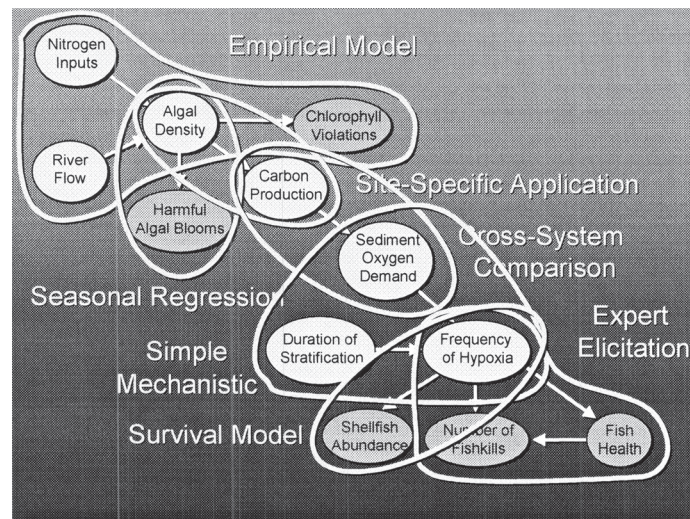 Nitrogen
Inputs
Empirical Model
Algal
Density
Chlorophyll
Violations
River
Flow
Carbon
Production
Site-Specific Application
Harmful
Algal Blooms
Sediment
Oxygen
Demand
Cross-System
Comparison
Seasonal Regression
Expert
Elicitation
Duration of
Stratification
Frequency
of Hypoxia
Simple
Mechanistic
Survival Model
Shellfish
Abundance
Number of
Fishkills
Fish
Health